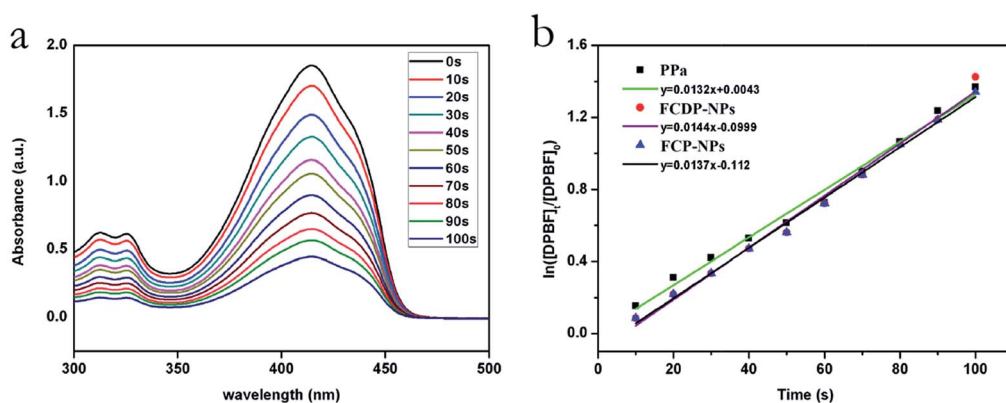 a
2.0
1.5
1.0
0.5
0.0
Absorbance (a.u.)
300 350 400 450 500
wavelength (nm)
0s
10s
20s
30s
40s
50s
60s
70s
80s
90s
100s
b
1.6
1.2
0.8
0.4
0.0
ln([DPBF]t/[DPBF]0)
0 20 40 60 80 100
Time (s)
PPa
y=0.0132x+0.0043
FCDP-NPs
y=0.0144x-0.0999
FCP-NPs
y=0.0137x-0.112